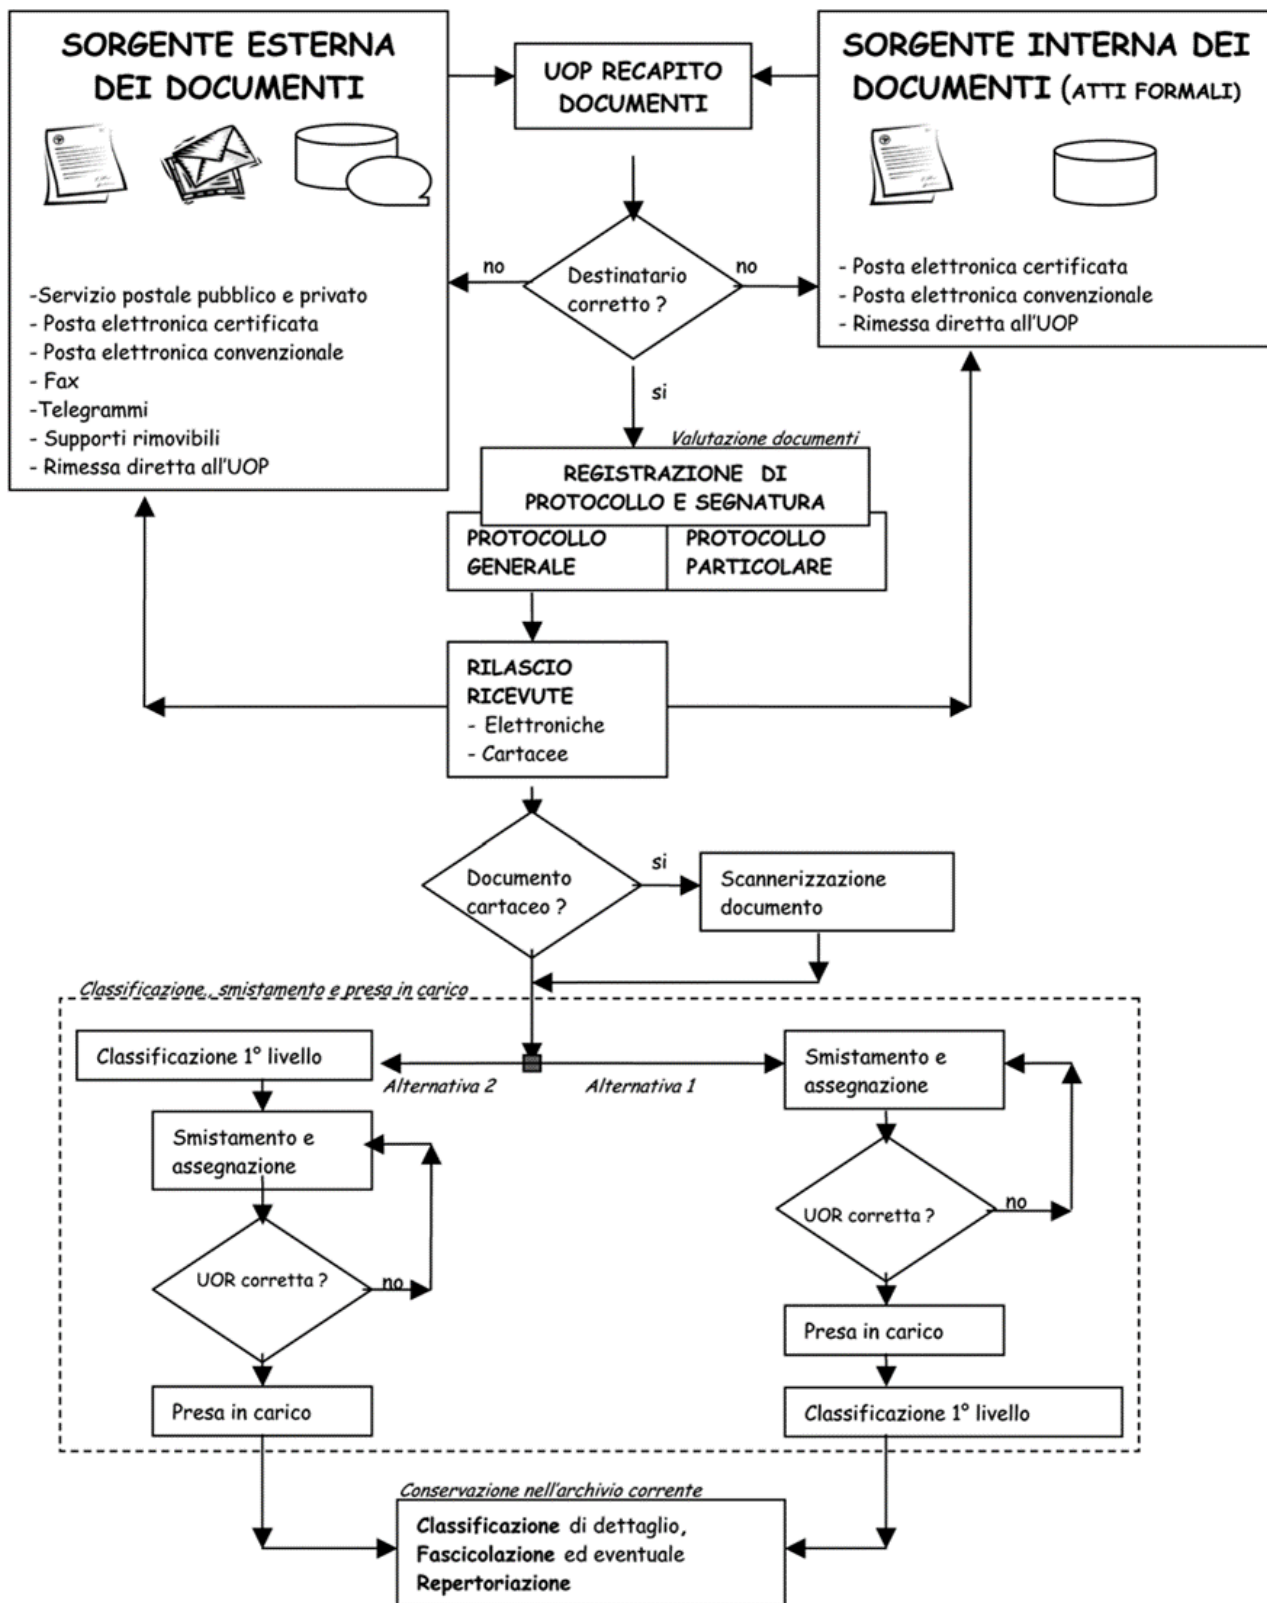 SORGENTE ESTERNA
DEI DOCUMENTI
-Servizio postale pubblico e privato
- Posta elettronica certificata
- Posta elettronica convenzionale
- Fax
-Telegrammi
- Supporti rimovibili
- Rimessa diretta all'UOP
UOP RECAPITO
DOCUMENTI
SORGENTE INTERNA DEI
DOCUMENTI (ATTI FORMALI)
- Posta elettronica certificata
- Posta elettronica convenzionale
- Rimessa diretta all'UOP
no
Destinatario
corretto ?
no
si
Valutazione documenti
REGISTRAZIONE DI
PROTOCOLLO E SEGNATURA
PROTOCOLLO
GENERALE
PROTOCOLLO
PARTICOLARE
RILASCIO
RICEVUTE
- Elettroniche
- Cartacee
Documento
cartaceo ?
si
Scannerizzazione
documento
Classificazione., smistamento e presa in carico
Classificazione 1° livello
Alternativa 2
Alternativa 1
Smistamento e
assegnazione
Smistamento e
assegnazione
UOR corretta ?
no
UOR corretta ?
no
Presa in carico
Presa in carico
Classificazione 1° livello
Conservazione nell'archivio corrente
Classificazione di dettaglio,
Fascicolazione ed eventuale
Repertoriazione